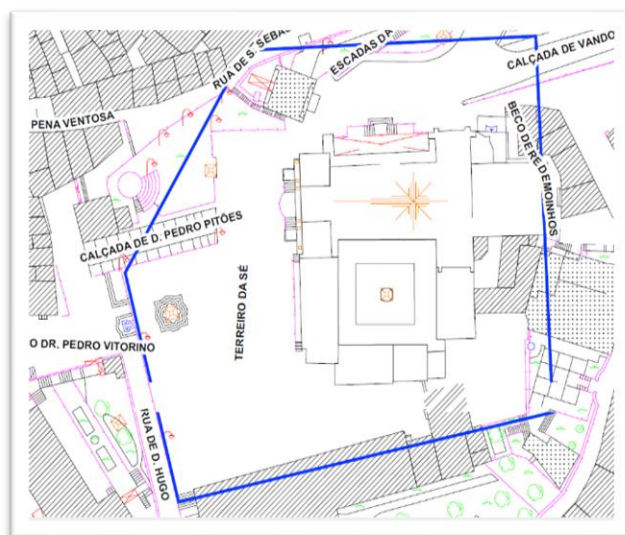 RUA DE S. SEBAS
ESCADAS DA
CALÇADA DE VANDO
PENA VENTOSA
BECO DE REDEMOINHOS
CALÇADA DE D. PEDRO PITÕES
TERREIRO DA SÉ
O DR. PEDRO VITORINO
RUA DE D. HUGO